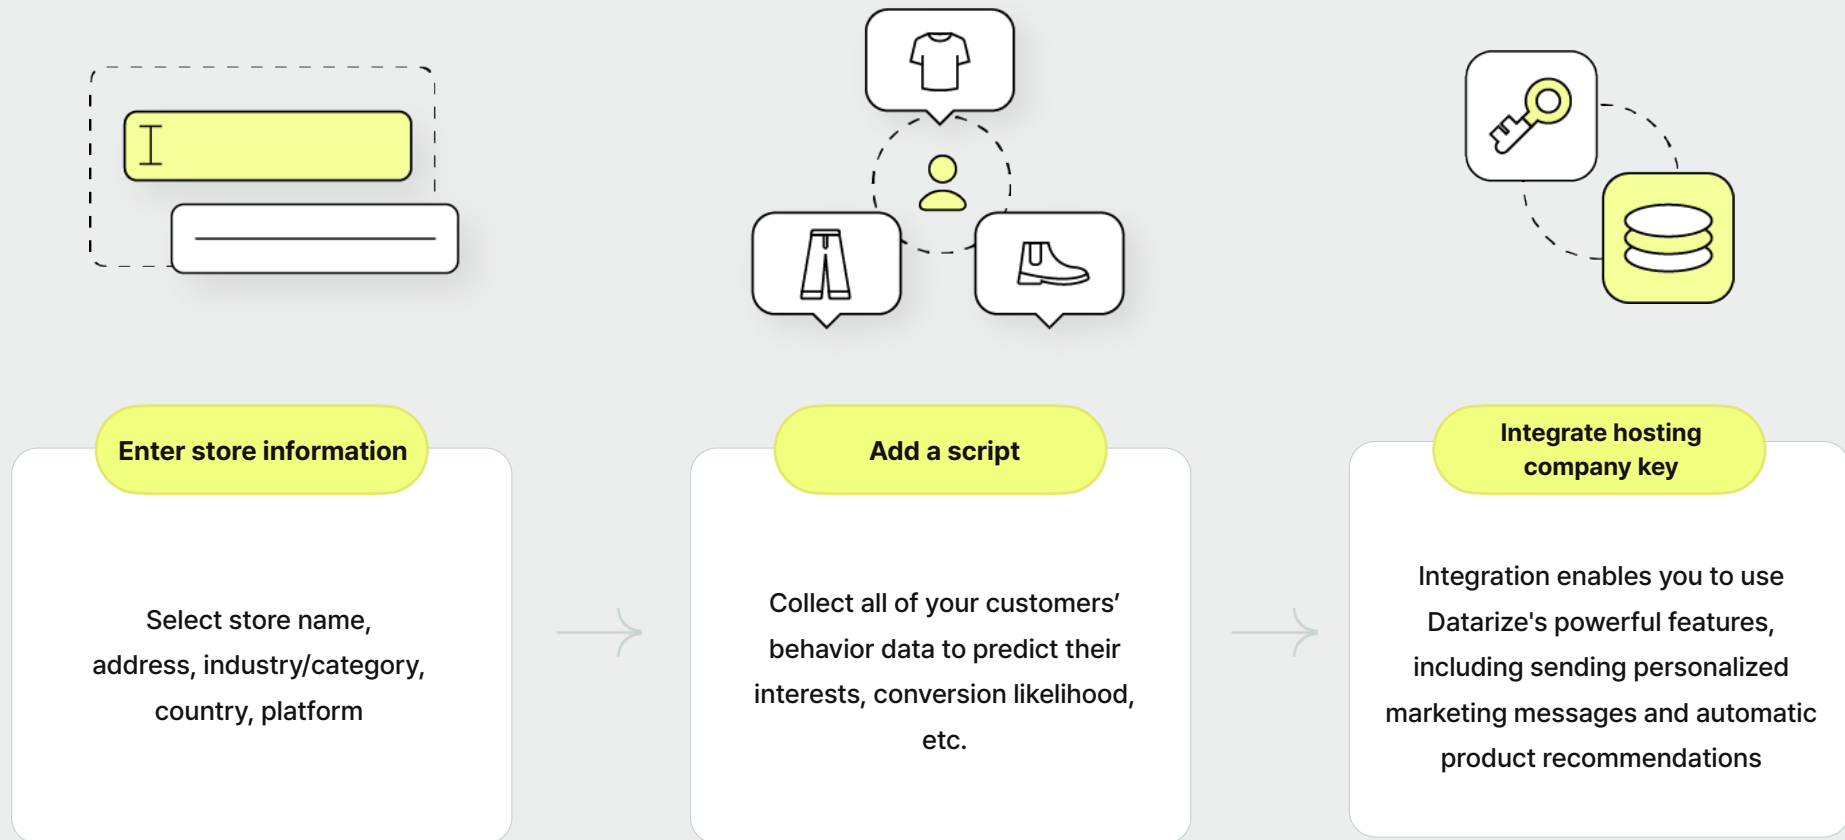 Enter store information
Select store name,
address, industry/category,
country, platform
Add a script
Collect all of your customers’
behavior data to predict their
interests, conversion likelihood,
etc.
Integrate hosting
company key
Integration enables you to use
Datarize's powerful features,
including sending personalized
marketing messages and automatic
product recommendations